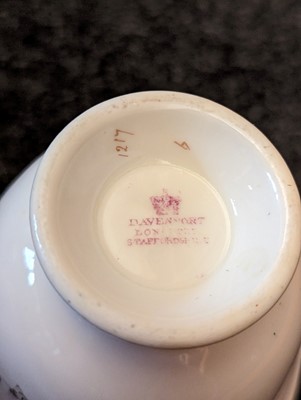 1217
6
DAVENPORT
LONGPORT
STAFFORDSHIRE